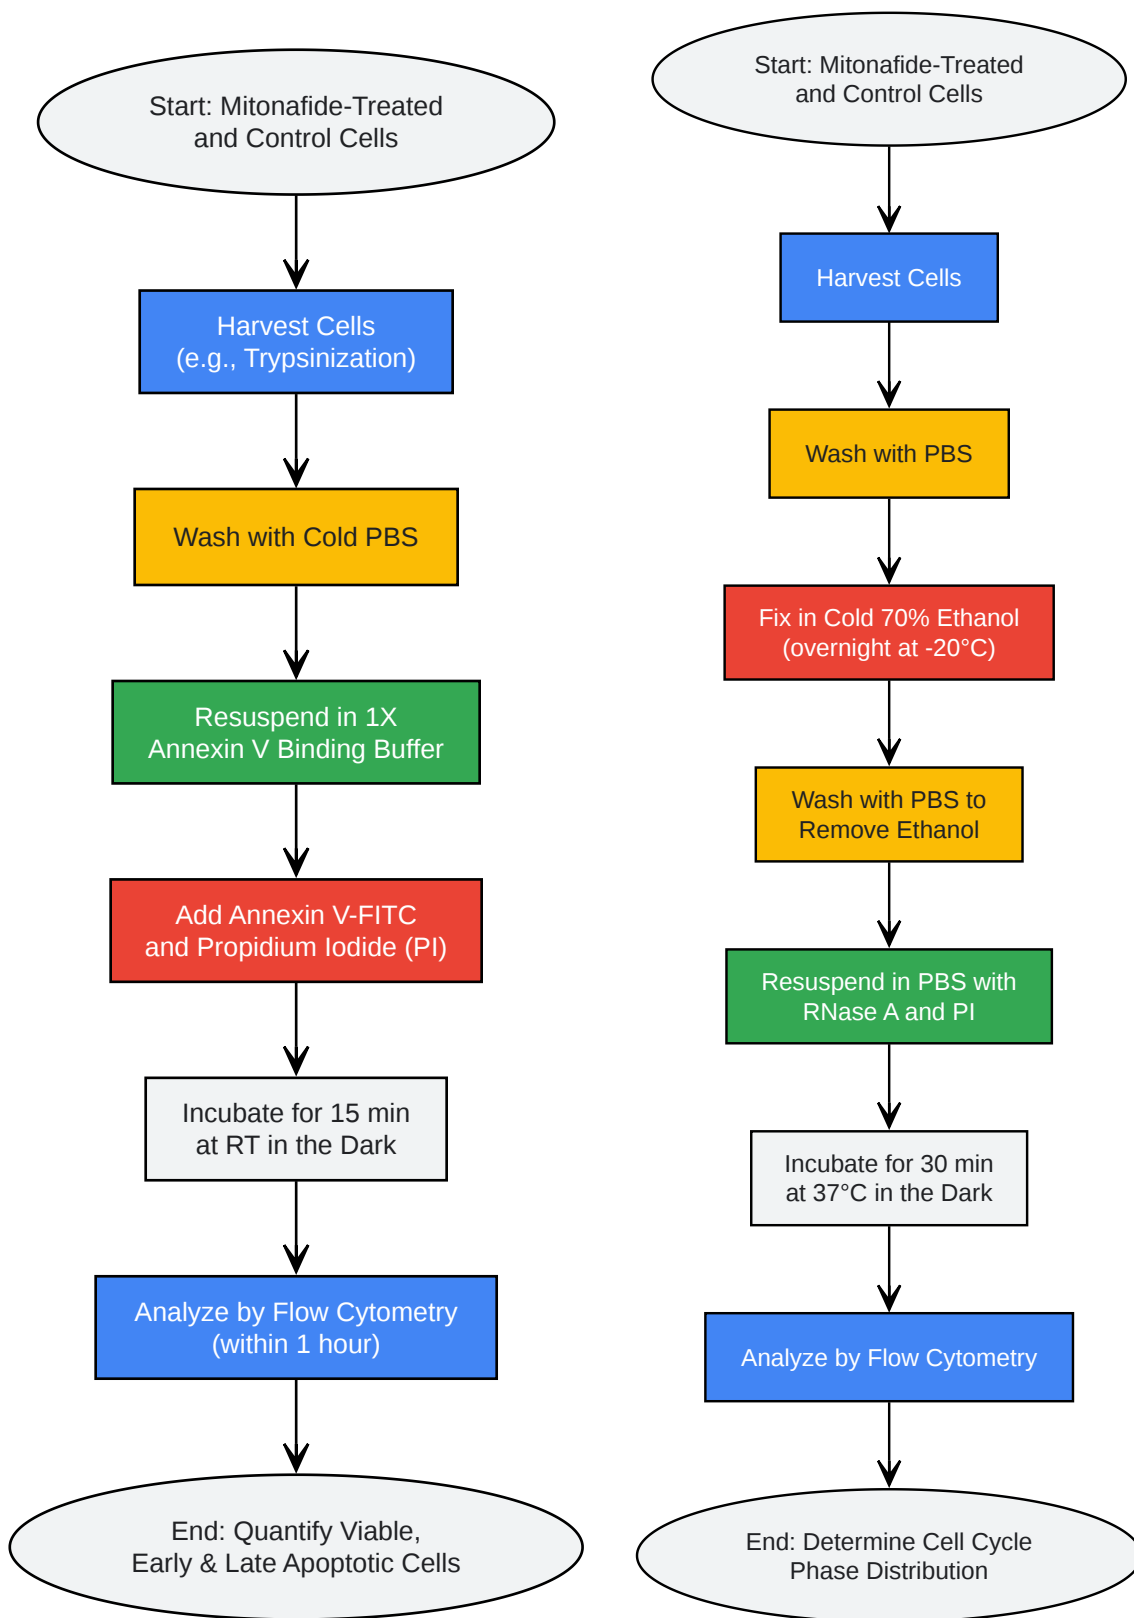 Start: Mitonafide-Treated
and Control Cells
Harvest Cells
(e.g., Trypsinization)
Wash with Cold PBS
Resuspend in 1X
Annexin V Binding Buffer
Add Annexin V-FITC
and Propidium Iodide (PI)
Incubate for 15 min
at RT in the Dark
Analyze by Flow Cytometry
(within 1 hour)
End: Quantify Viable,
Early & Late Apoptotic Cells
Start: Mitonafide-Treated
and Control Cells
Harvest Cells
Wash with PBS
Fix in Cold 70% Ethanol
(overnight at -20°C)
Wash with PBS to
Remove Ethanol
Resuspend in PBS with
RNase A and PI
Incubate for 30 min
at 37°C in the Dark
Analyze by Flow Cytometry
End: Determine Cell Cycle
Phase Distribution